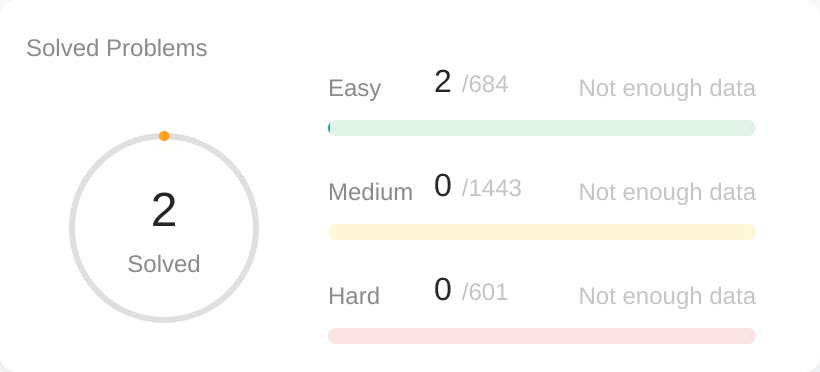 Solved Problems
2
Solved
Easy 2 /684 Not enough data
Medium 0 /1443 Not enough data
Hard 0 /601 Not enough data